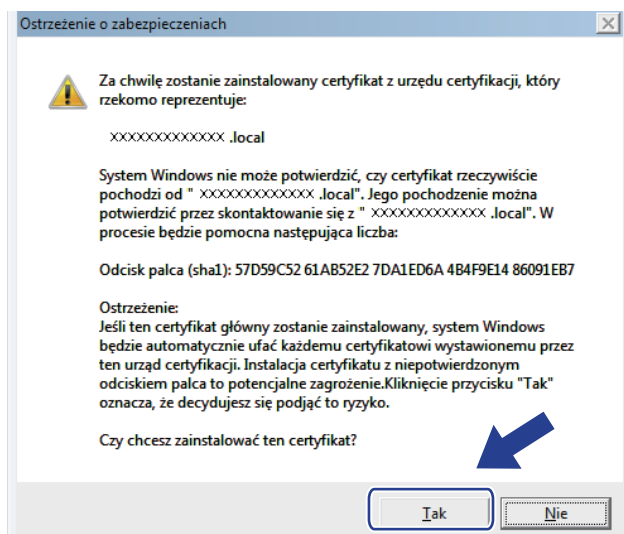 Ostrzeżenie o zabezpieczeniach
Za chwilę zostanie zainstalowany certyfikat z urzędu certyfikacji, który
rzekomo reprezentuje:
XXXXXXXXXXXXX .local
System Windows nie może potwierdzić, czy certyfikat rzeczywiście
pochodzi od " XXXXXXXXXXXXX .local". Jego pochodzenie można
potwierdzić przez skontaktowanie się z " XXXXXXXXXXXXX .local". W
procesie będzie pomocna następująca liczba:
Odcisk palca (sha1): 57D59C52 61AB52E2 7DA1ED6A 4B4F9E14 86091EB7
Ostrzeżenie:
Jeśli ten certyfikat główny zostanie zainstalowany, system Windows
będzie automatycznie ufać każdemu certyfikatowi wystawionemu przez
ten urząd certyfikacji. Instalacja certyfikatu z niepotwierdzonym
odciskiem palca to potencjalne zagrożenie.Kliknięcie przycisku "Tak"
oznacza, że decydujesz się podjąć to ryzyko.
Czy chcesz zainstalować ten certyfikat?
Tak
Nie